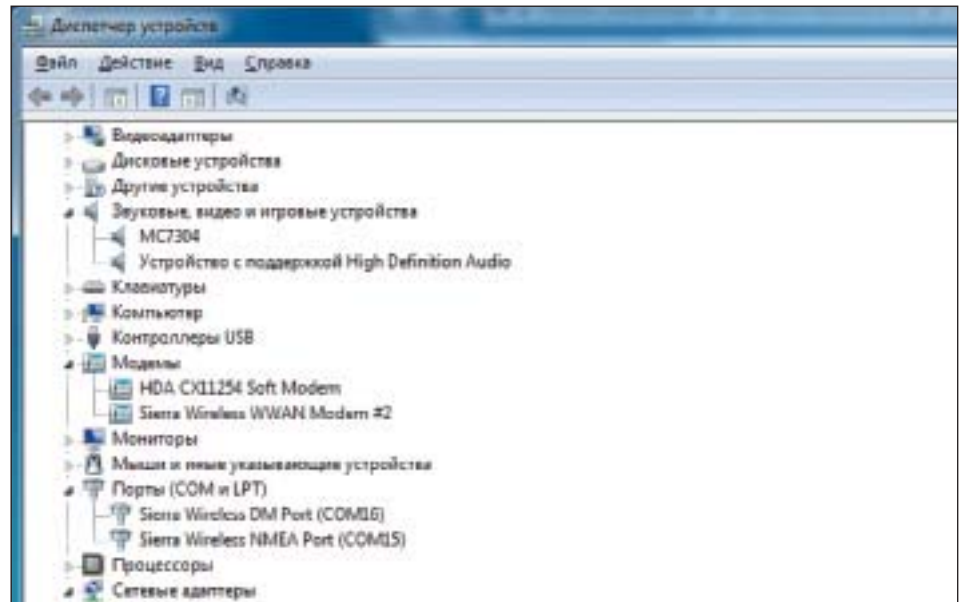 Диспетчер устройств
Файл Действие Вид Справка
Видеоадаптеры
Дисковые устройства
Другие устройства
Звуковые, видео и игровые устройства
MC7304
Устройство с поддержкой High Definition Audio
Клавиатуры
Компьютер
Контроллеры USB
Модемы
HDA CX11254 Soft Modem
Sierra Wireless WWAN Modem #2
Мониторы
Мыши и иные указывающие устройства
Порты (COM и LPT)
Sierra Wireless DM Port (COM16)
Sierra Wireless NMEA Port (COM15)
Процессоры
Сетевые адаптеры